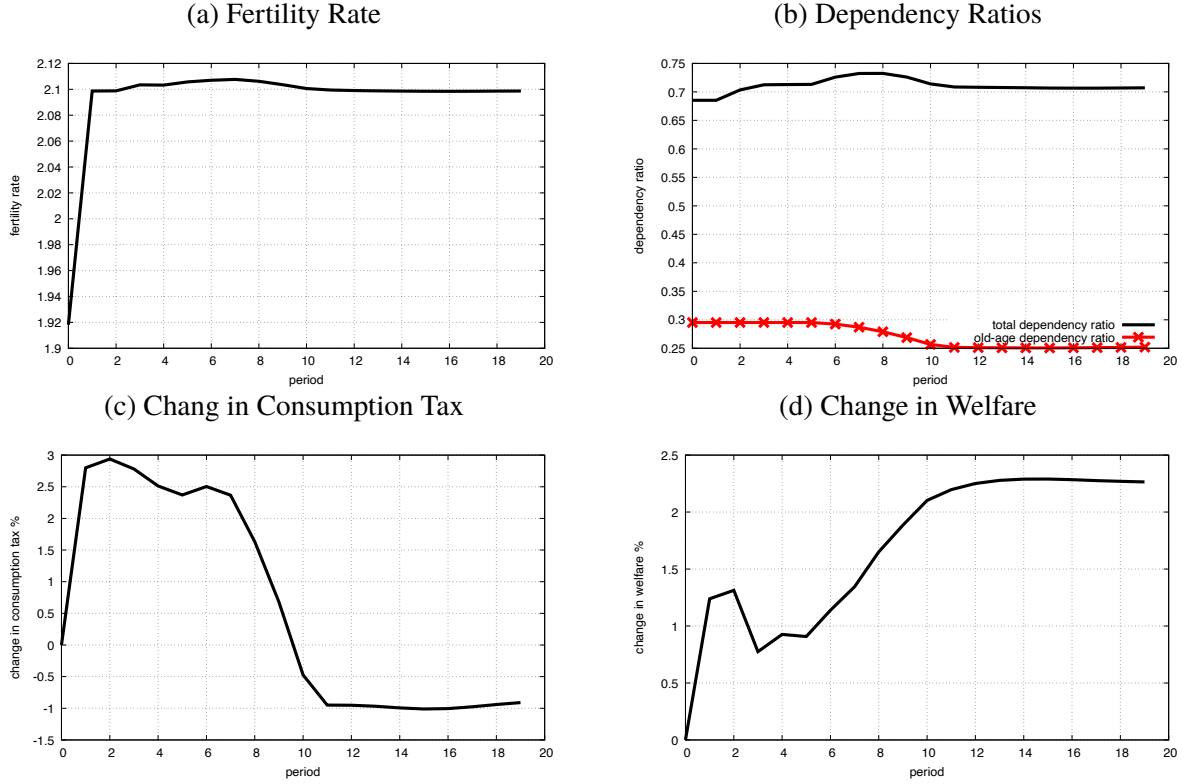 (a) Fertility Rate
2.12
2.1
2.08
2.06
2.04
2.02
2
1.98
1.96
1.94
1.92
1.9
fertility rate
0 2 4 6 8 10 12 14 16 18 20
period
(b) Dependency Ratios
0.75
0.7
0.65
0.6
0.55
0.5
0.45
0.4
0.35
0.3
0.25
dependency ratio
total dependency ratio
old-age dependency ratio
0 2 4 6 8 10 12 14 16 18 20
period
(c) Chang in Consumption Tax
3
2.5
2
1.5
1
0.5
0
-0.5
-1
-1.5
change in consumption tax %
0 2 4 6 8 10 12 14 16 18 20
period
(d) Change in Welfare
2.5
2
1.5
1
0.5
0
change in welfare %
0 2 4 6 8 10 12 14 16 18 20
period